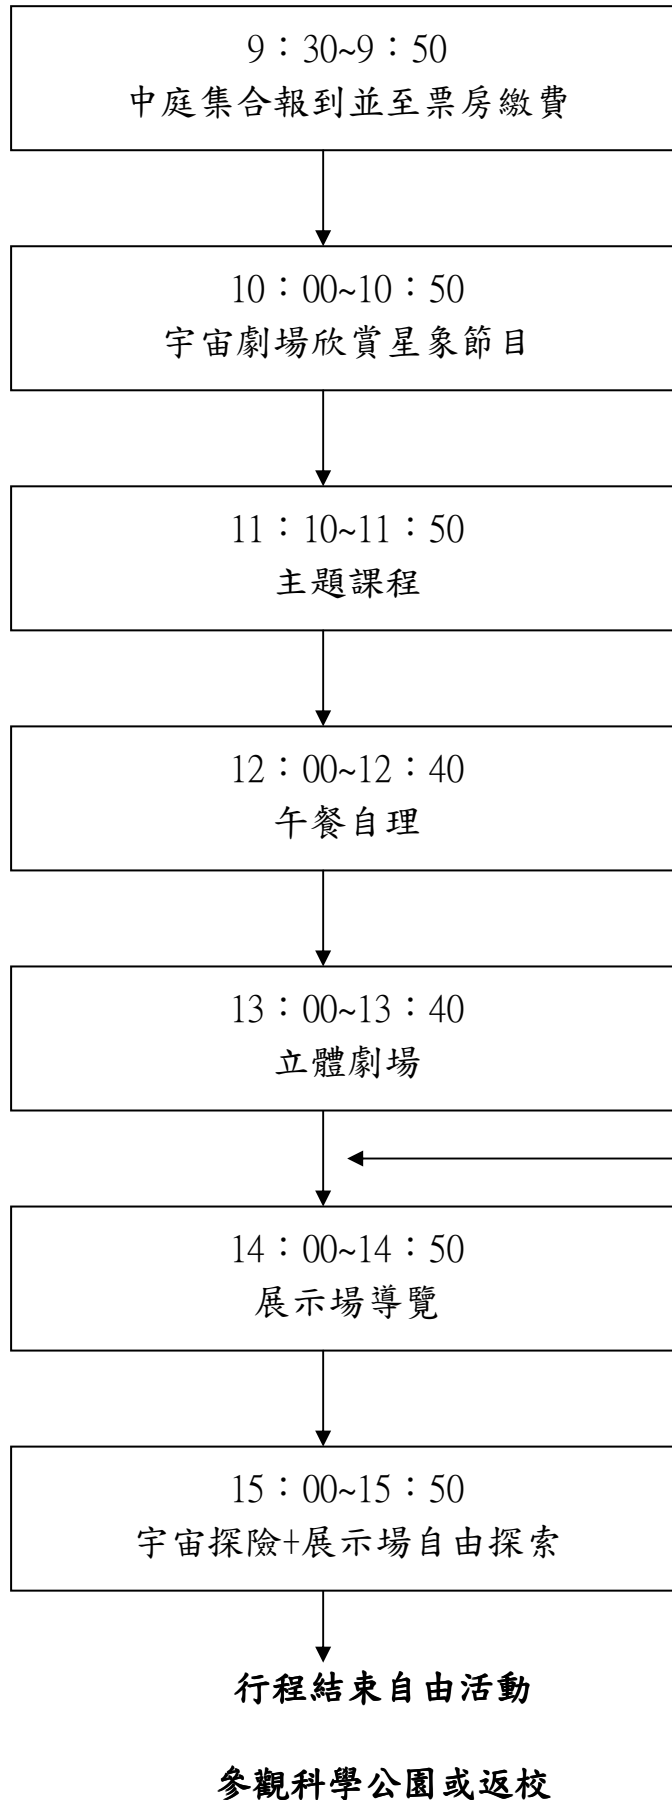 9：30~9：50
中庭集合報到並至票房繳費
10：00~10：50
宇宙劇場欣賞星象節目
11：10~11：50
主題課程
12：00~12：40
午餐自理
13：00~13：40
立體劇場
14：00~14：50
展示場導覽
15：00~15：50
宇宙探險+展示場自由探索
行程結束自由活動
參觀科學公園或返校